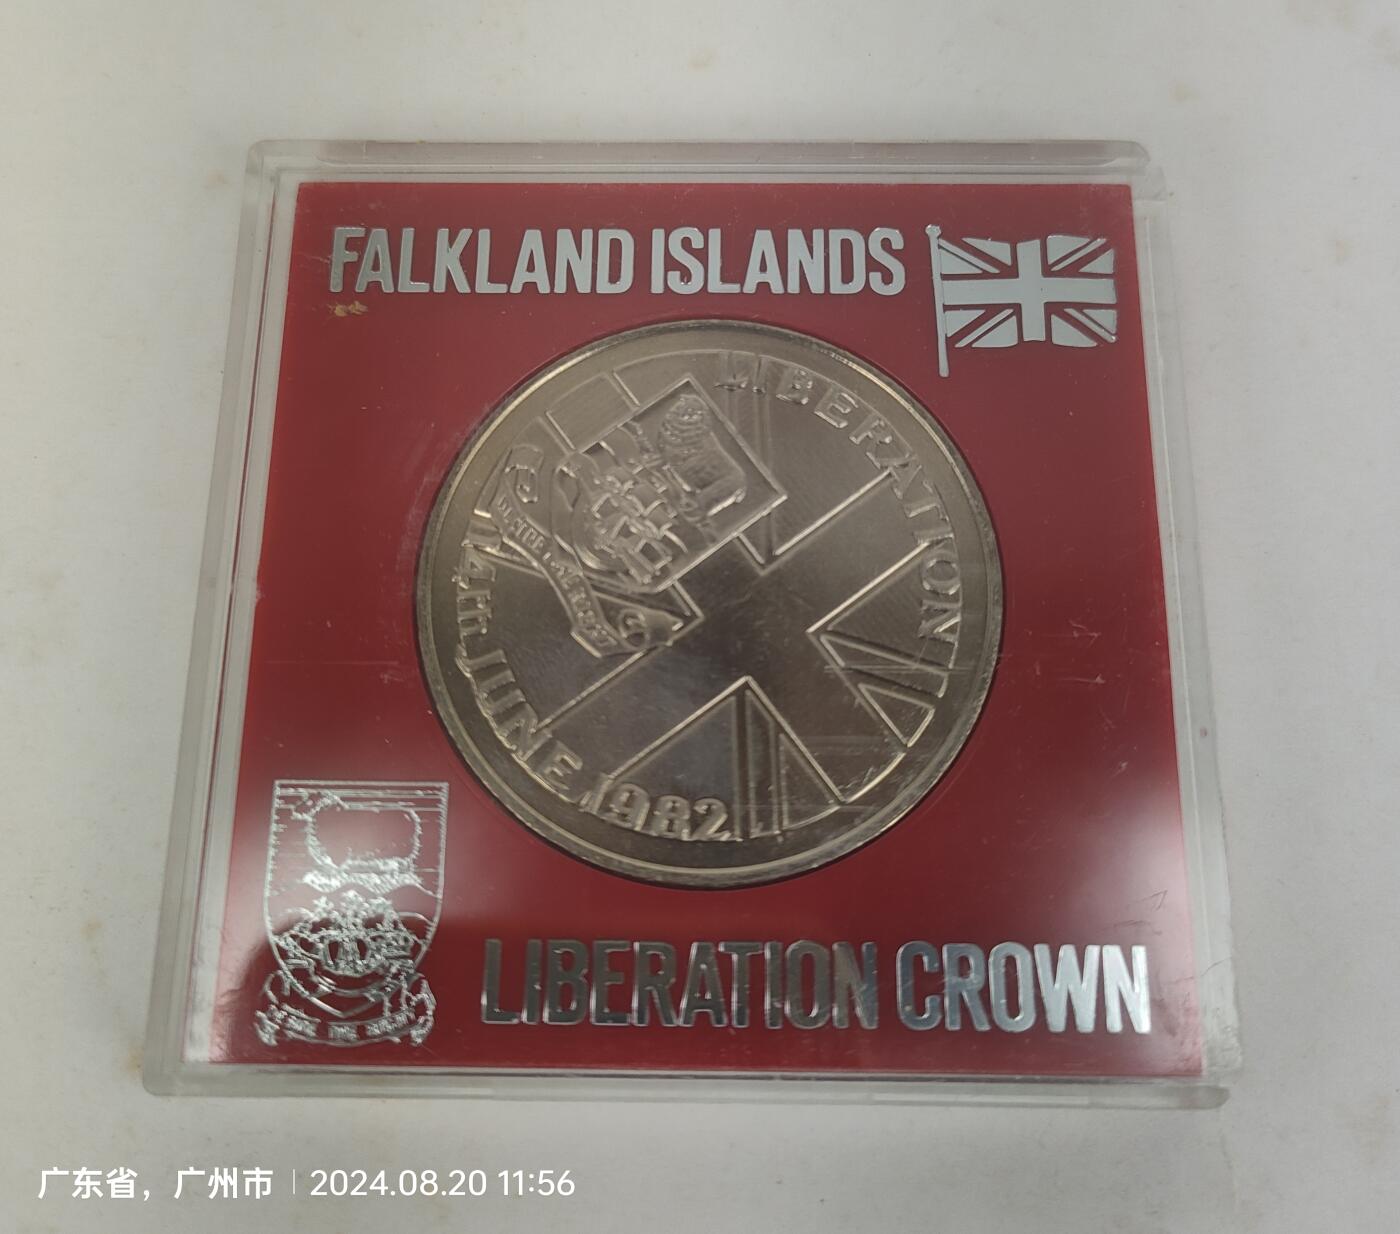 FALKLAND ISLANDS
LIBERATION
14TH JUNE 1982
LIBERATION CROWN
广东省，广州市 | 2024.08.20 11:56